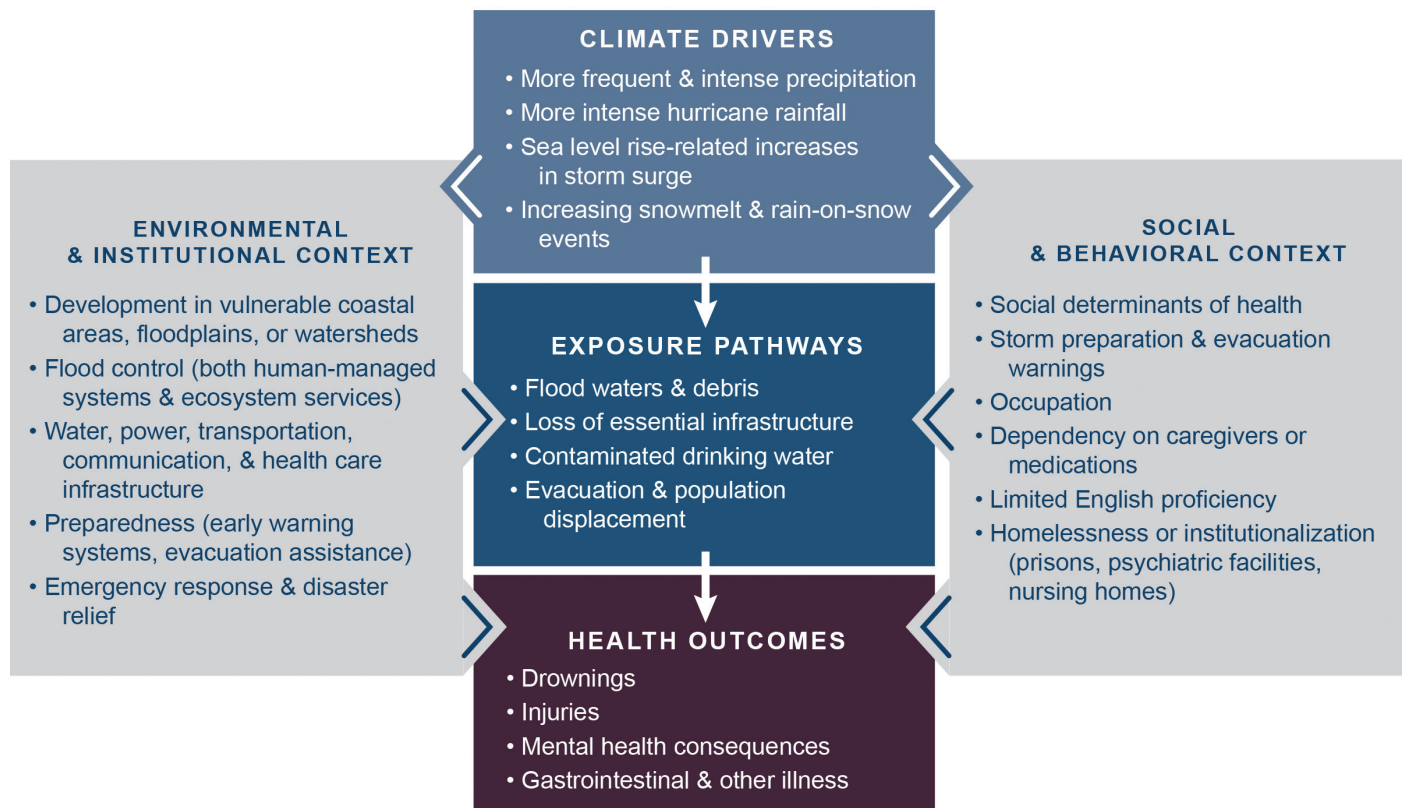 CLIMATE DRIVERS
• More frequent & intense precipitation
• More intense hurricane rainfall
• Sea level rise-related increases
in storm surge
• Increasing snowmelt & rain-on-snow
events
ENVIRONMENTAL
& INSTITUTIONAL CONTEXT
• Development in vulnerable coastal
areas, floodplains, or watersheds
• Flood control (both human-managed
systems & ecosystem services)
• Water, power, transportation,
communication, & health care
infrastructure
• Preparedness (early warning
systems, evacuation assistance)
• Emergency response & disaster
relief
EXPOSURE PATHWAYS
• Flood waters & debris
• Loss of essential infrastructure
• Contaminated drinking water
• Evacuation & population
displacement
SOCIAL
& BEHAVIORAL CONTEXT
• Social determinants of health
• Storm preparation & evacuation
warnings
• Occupation
• Dependency on caregivers or
medications
• Limited English proficiency
• Homelessness or institutionalization
(prisons, psychiatric facilities,
nursing homes)
HEALTH OUTCOMES
• Drownings
• Injuries
• Mental health consequences
• Gastrointestinal & other illness